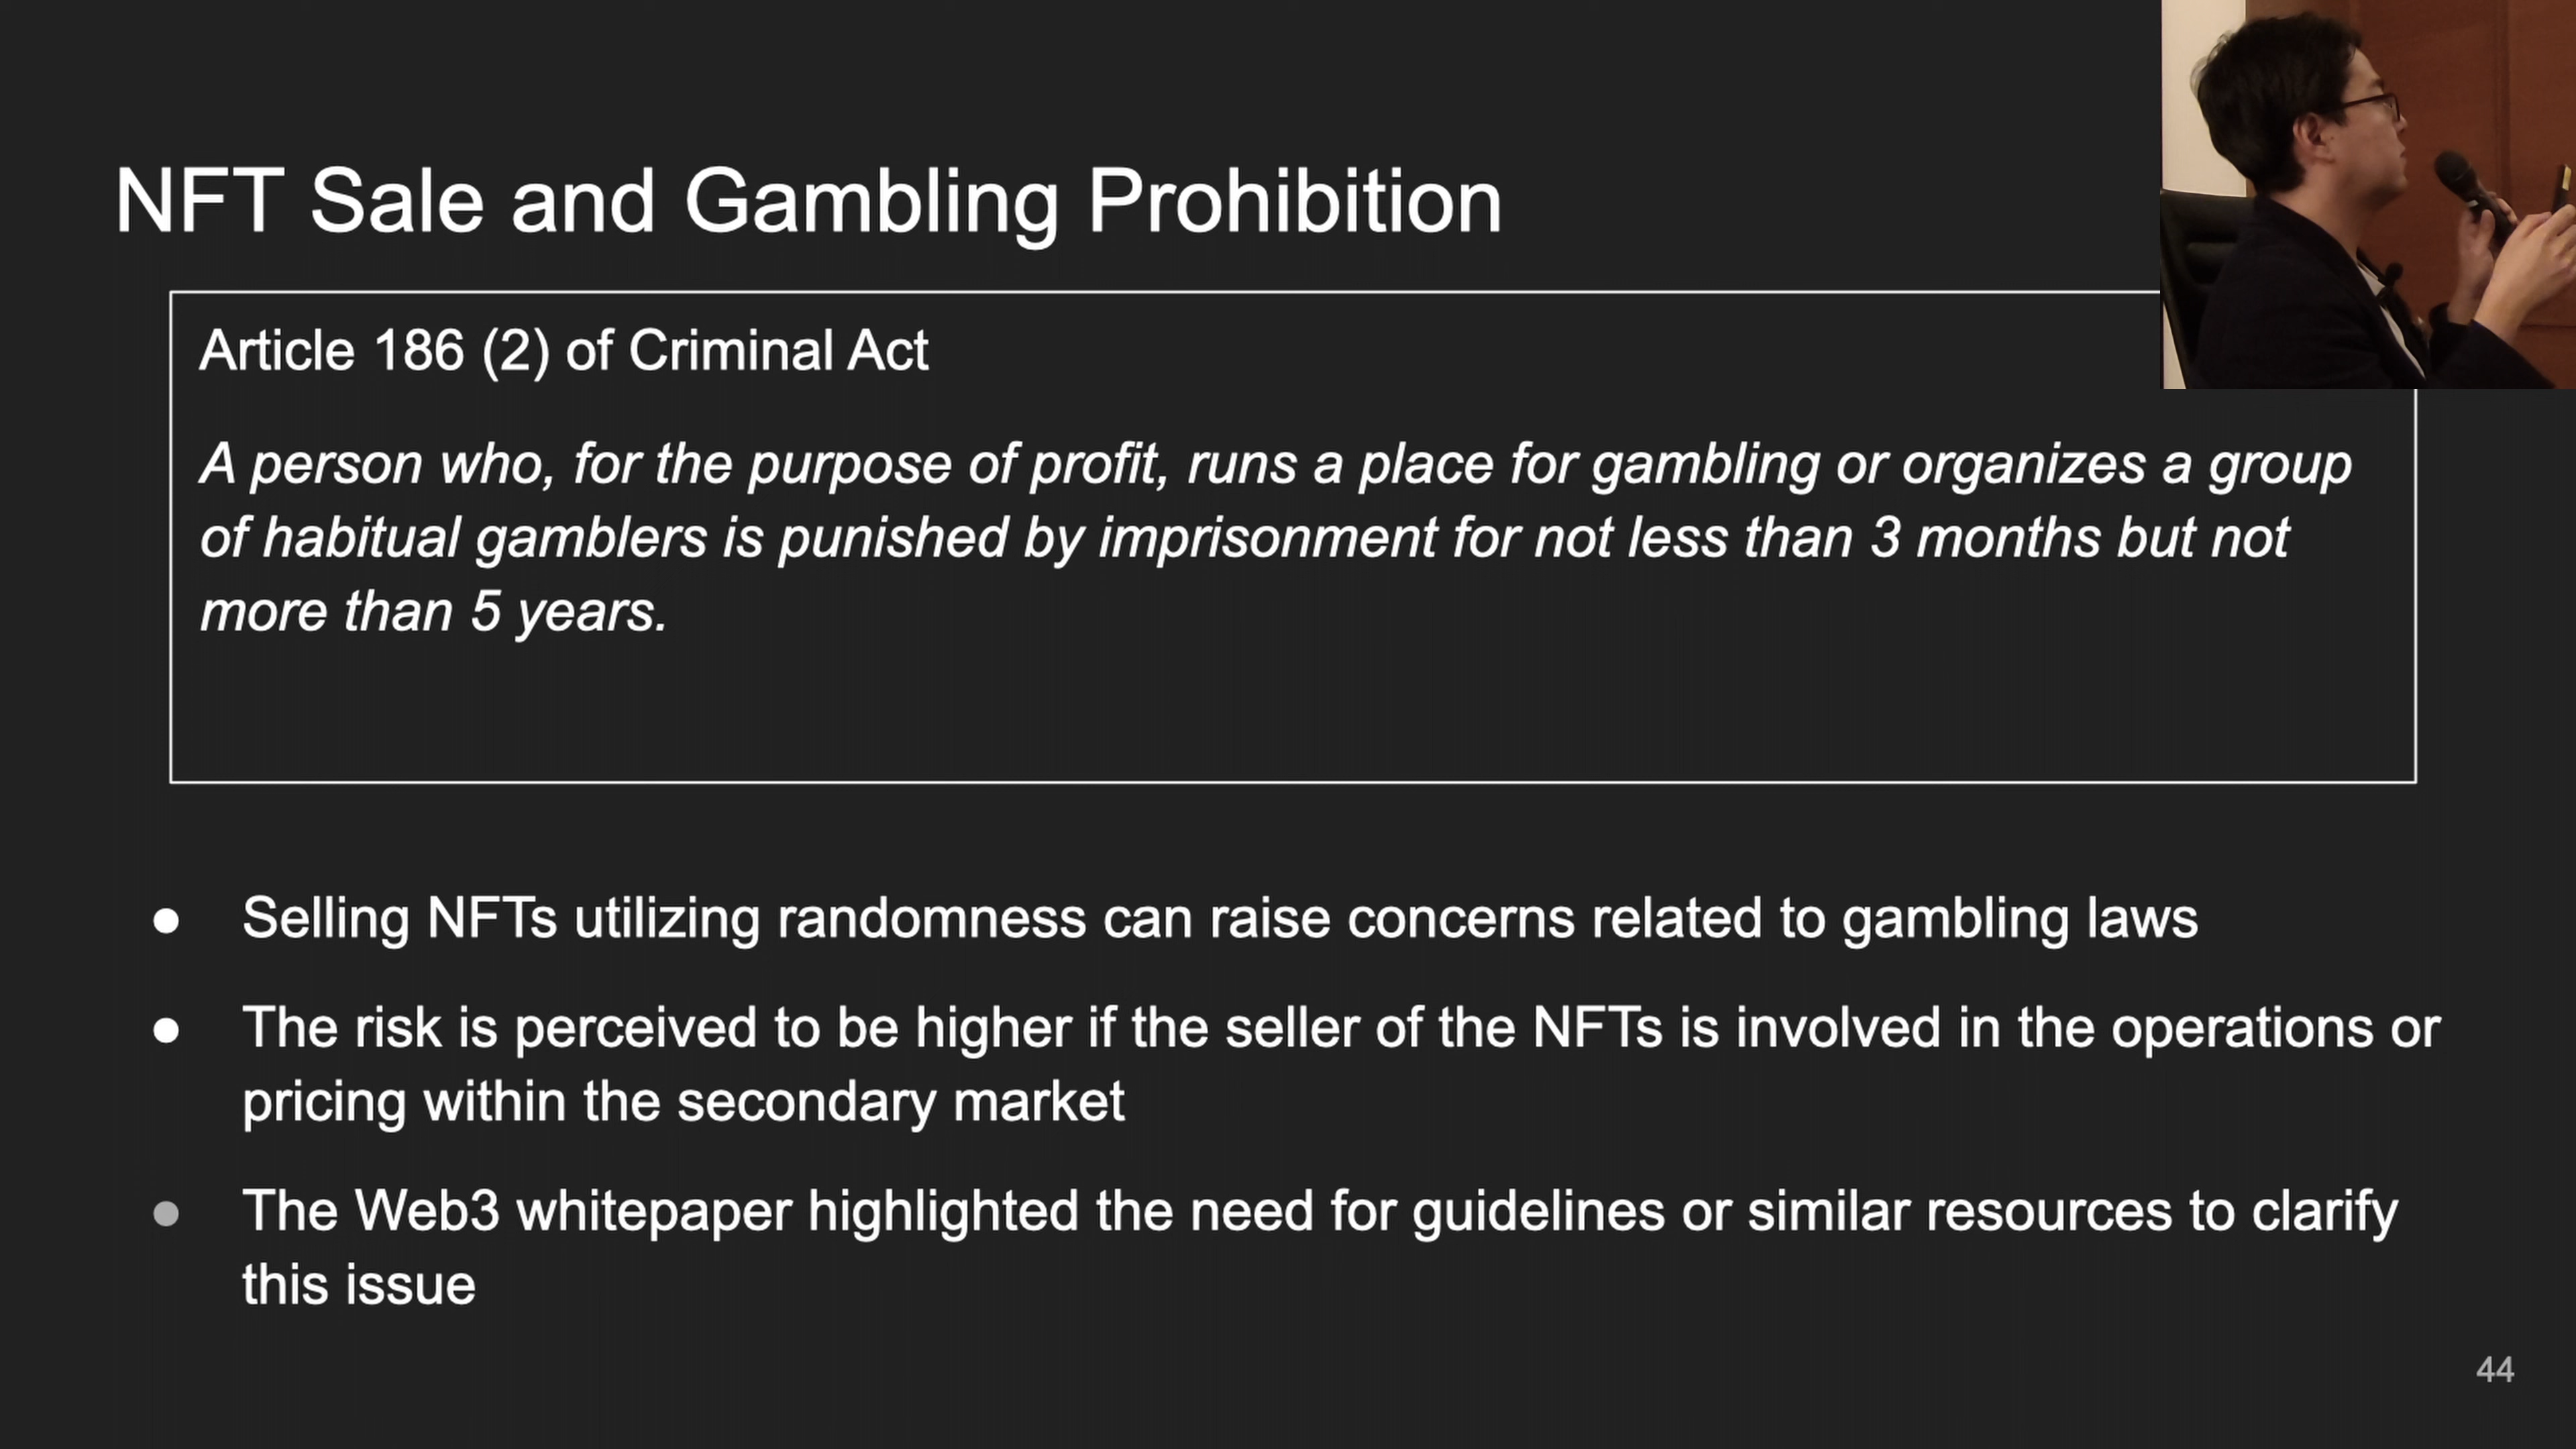 NFT Sale and Gambling Prohibition
Article 186 (2) of Criminal Act
A person who, for the purpose of profit, runs a place for gambling or organizes a group
of habitual gamblers is punished by imprisonment for not less than 3 months but not
more than 5 years.
● Selling NFTs utilizing randomness can raise concerns related to gambling laws
● The risk is perceived to be higher if the seller of the NFTs is involved in the operations or
pricing within the secondary market
● The Web3 whitepaper highlighted the need for guidelines or similar resources to clarify
this issue
44